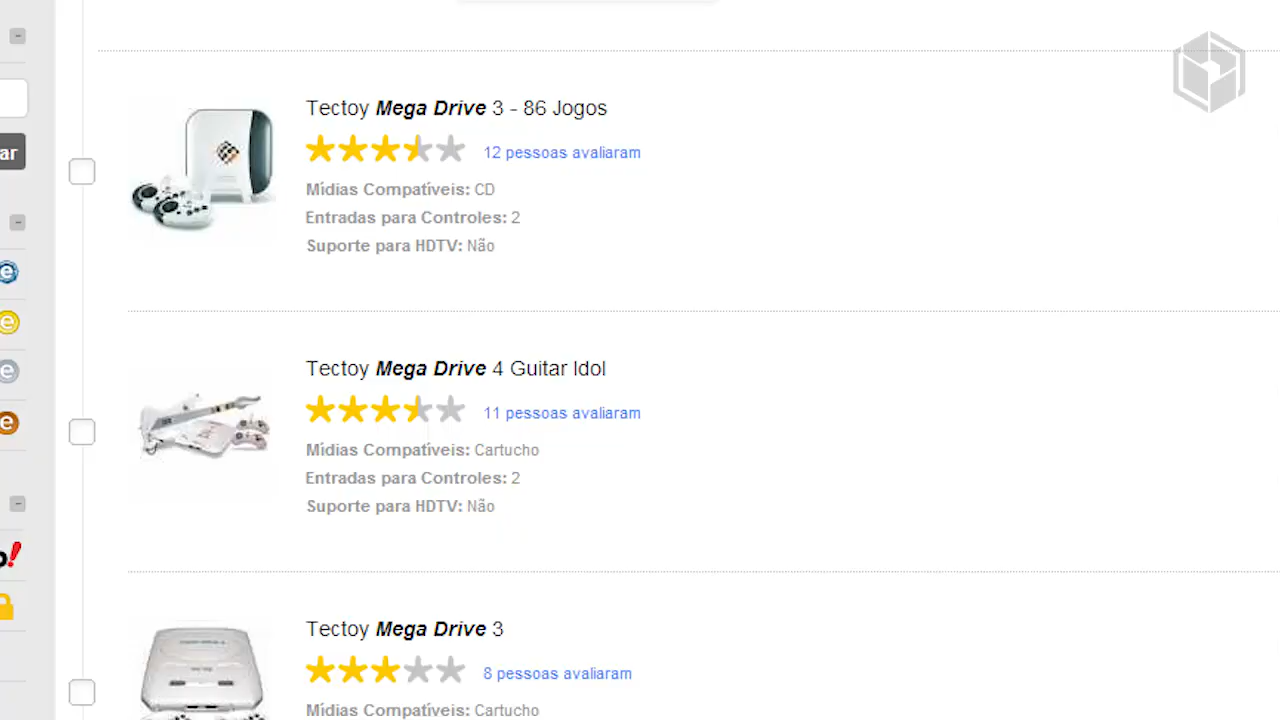 ar
Tectoy Mega Drive 3 - 86 Jogos
12 pessoas avaliaram
Mídias Compatíveis: CD
Entradas para Controles: 2
Suporte para HDTV: Não
e
e
e
e
Tectoy Mega Drive 4 Guitar Idol
11 pessoas avaliaram
Mídias Compatíveis: Cartucho
Entradas para Controles: 2
Suporte para HDTV: Não
o!
Tectoy Mega Drive 3
8 pessoas avaliaram
Mídias Compatíveis: Cartucho